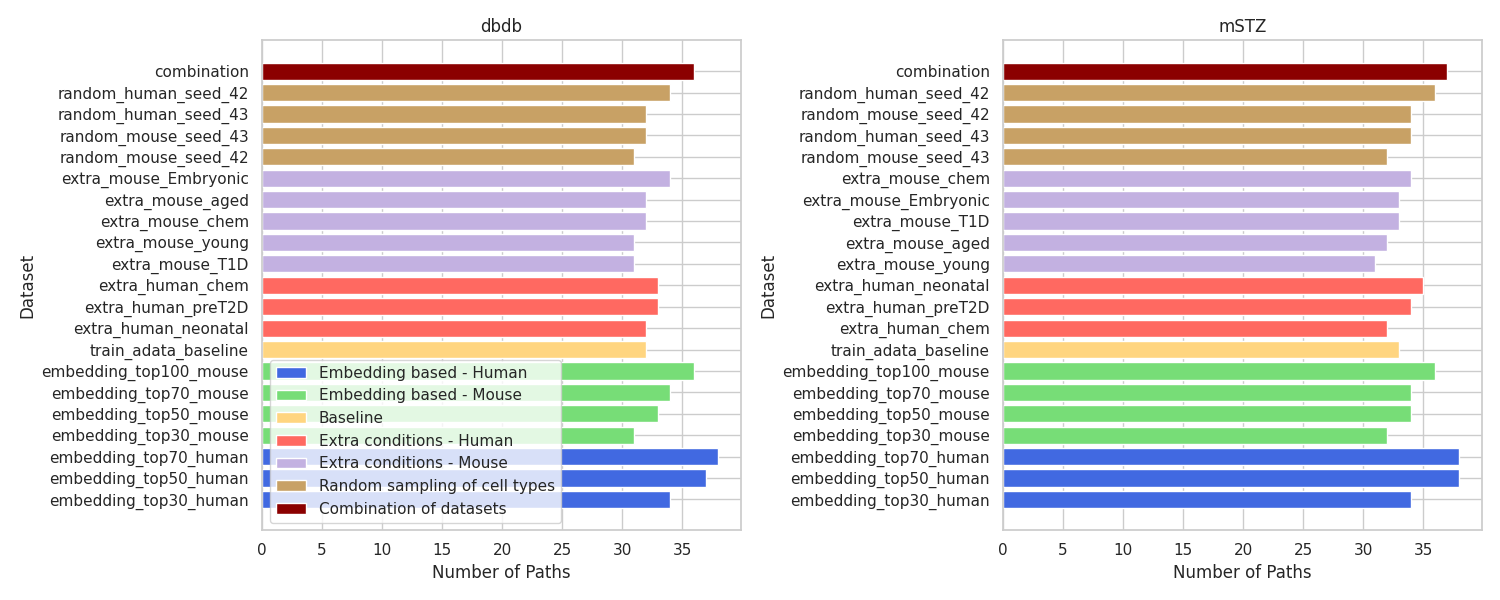 dbdb
combination
random_human_seed_42
random_human_seed_43
random_mouse_seed_43
random_mouse_seed_42
extra_mouse_Embryonic
extra_mouse_aged
extra_mouse_chem
extra_mouse_young
extra_mouse_T1D
extra_human_chem
extra_human_preT2D
extra_human_neonatal
train_adata_baseline
embedding_top100_mouse
embedding_top70_mouse
embedding_top50_mouse
embedding_top30_mouse
embedding_top70_human
embedding_top50_human
embedding_top30_human
Dataset
Embedding based - Human
Embedding based - Mouse
Baseline
Extra conditions - Human
Extra conditions - Mouse
Random sampling of cell types
Combination of datasets
0 5 10 15 20 25 30 35
Number of Paths
mSTZ
combination
random_human_seed_42
random_mouse_seed_42
random_human_seed_43
random_mouse_seed_43
extra_mouse_chem
extra_mouse_Embryonic
extra_mouse_T1D
extra_mouse_aged
extra_mouse_young
extra_human_neonatal
extra_human_preT2D
extra_human_chem
train_adata_baseline
embedding_top100_mouse
embedding_top70_mouse
embedding_top50_mouse
embedding_top30_mouse
embedding_top70_human
embedding_top50_human
embedding_top30_human
Dataset
0 5 10 15 20 25 30 35
Number of Paths